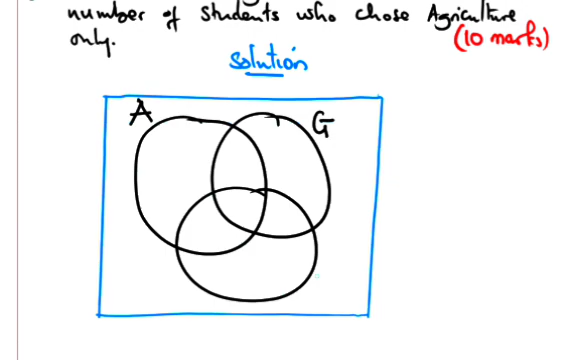 number of students who chose Agriculture
only.
(10 marks)
Solution
A
G